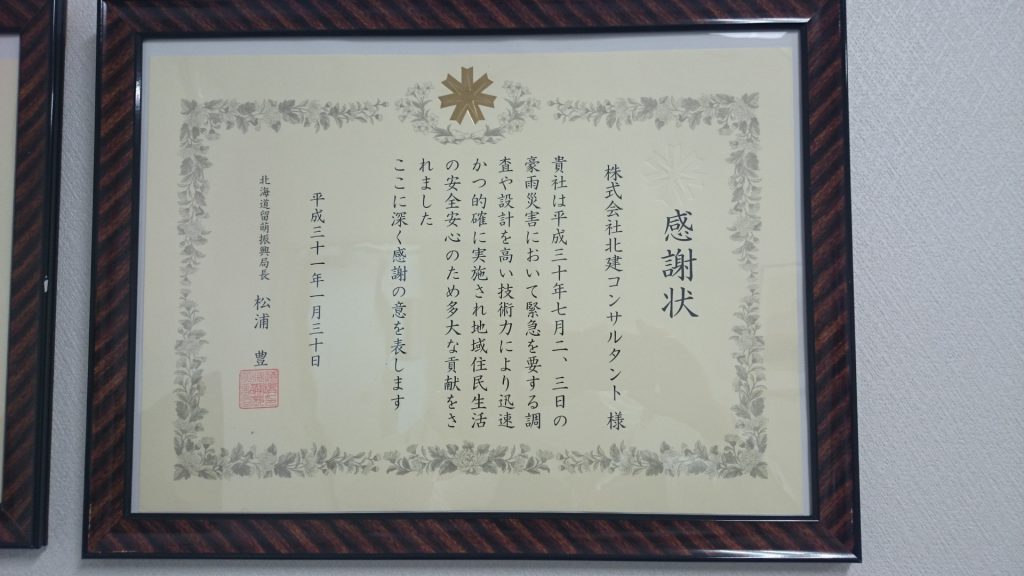 感謝状
株式会社北建コンサルタント 様
貴社は平成三十年七月二、三日の
豪雨災害において緊急を要する調
査や設計を高い技術力により迅速
かつ的確に実施され地域住民生活
の安全安心のため多大な貢献をさ
れました
ここに深く感謝の意を表します
平成三十一年一月三十日
北海道留萌振興局長 松浦 豊